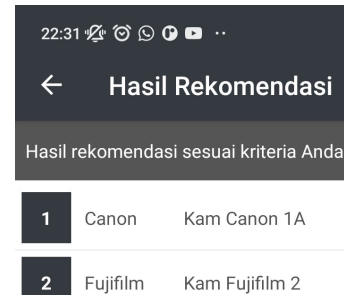 22:31
Hasil Rekomendasi
Hasil rekomendasi sesuai kriteria Anda
1 Canon Kam Canon 1A
2 Fujifilm Kam Fujifilm 2